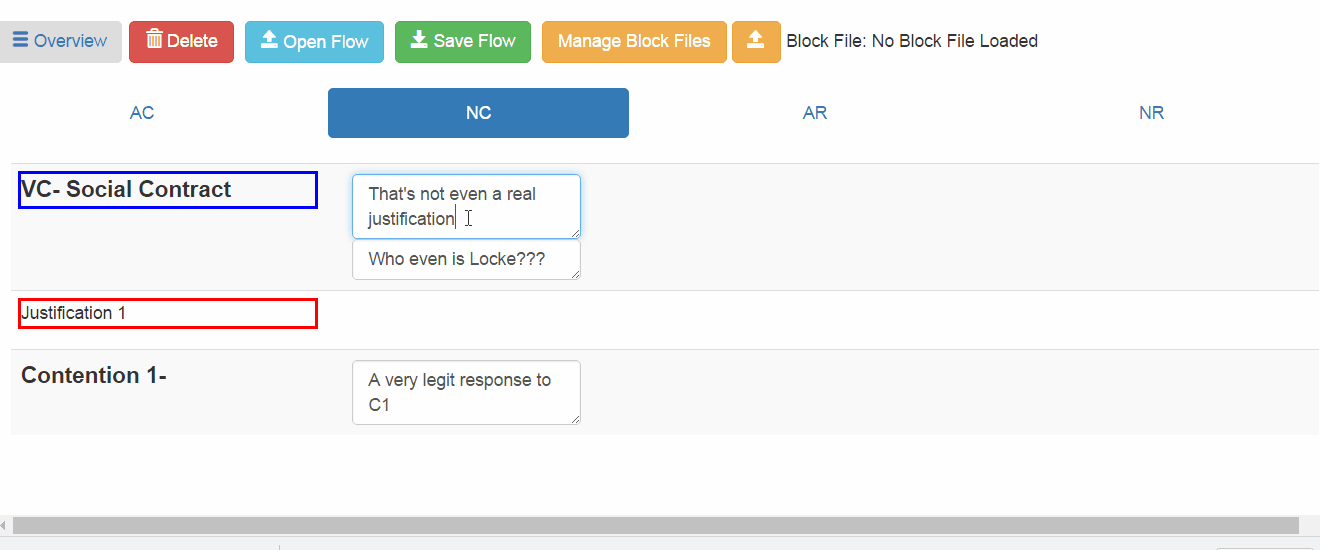 Overview Delete Open Flow Save Flow Manage Block Files Block File: No Block File Loaded
AC NC AR NR
VC- Social Contract
That's not even a real
justification
Who even is Locke???
Justification 1
Contention 1-
A very legit response to
C1